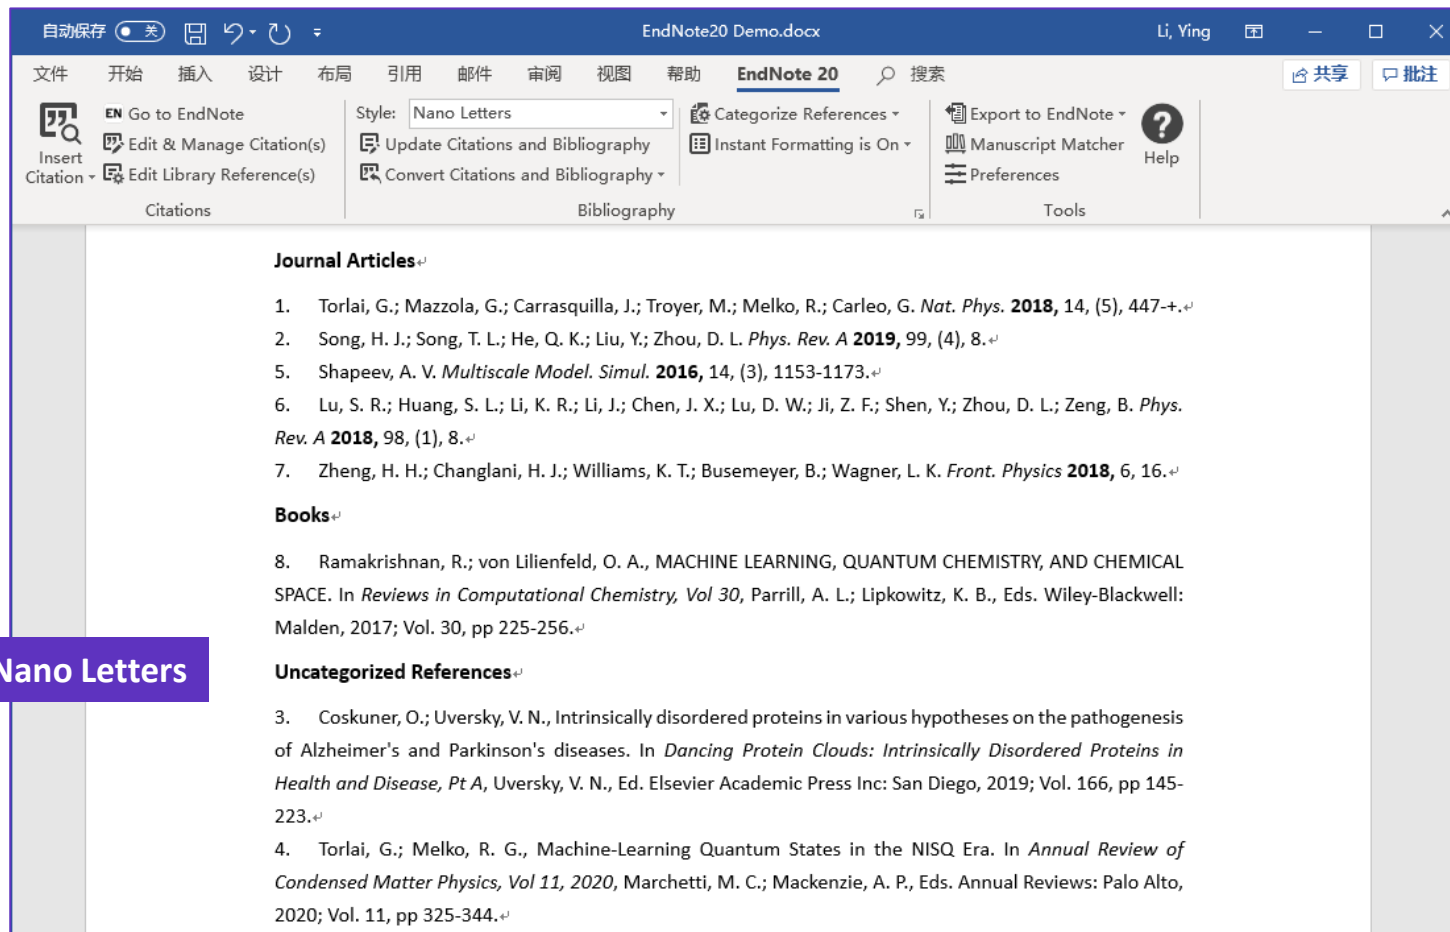 自动保存 关 EndNote20 Demo.docx Li, Ying
文件 开始 插入 设计 布局 引用 邮件 审阅 视图 帮助 EndNote 20 搜索 共享 批注
Insert Citation
EN Go to EndNote
Edit & Manage Citation(s)
Edit Library Reference(s)
Citations
Style: Nano Letters
Update Citations and Bibliography
Convert Citations and Bibliography
Categorize References
Instant Formatting is On
Bibliography
Export to EndNote
Manuscript Matcher
Preferences
Help
Tools
Journal Articles
1. Torlai, G.; Mazzola, G.; Carrasquilla, J.; Troyer, M.; Melko, R.; Carleo, G. Nat. Phys. 2018, 14, (5), 447-+.
2. Song, H. J.; Song, T. L.; He, Q. K.; Liu, Y.; Zhou, D. L. Phys. Rev. A 2019, 99, (4), 8.
5. Shapeev, A. V. Multiscale Model. Simul. 2016, 14, (3), 1153-1173.
6. Lu, S. R.; Huang, S. L.; Li, K. R.; Li, J.; Chen, J. X.; Lu, D. W.; Ji, Z. F.; Shen, Y.; Zhou, D. L.; Zeng, B. Phys.
Rev. A 2018, 98, (1), 8.
7. Zheng, H. H.; Changlani, H. J.; Williams, K. T.; Busemeyer, B.; Wagner, L. K. Front. Physics 2018, 6, 16.
Books
8. Ramakrishnan, R.; von Lilienfeld, O. A., MACHINE LEARNING, QUANTUM CHEMISTRY, AND CHEMICAL
SPACE. In Reviews in Computational Chemistry, Vol 30, Parrill, A. L.; Lipkowitz, K. B., Eds. Wiley-Blackwell:
Malden, 2017; Vol. 30, pp 225-256.
Nano Letters
Uncategorized References
3. Coskuner, O.; Uversky, V. N., Intrinsically disordered proteins in various hypotheses on the pathogenesis
of Alzheimer's and Parkinson's diseases. In Dancing Protein Clouds: Intrinsically Disordered Proteins in
Health and Disease, Pt A, Uversky, V. N., Ed. Elsevier Academic Press Inc: San Diego, 2019; Vol. 166, pp 145-
223.
4. Torlai, G.; Melko, R. G., Machine-Learning Quantum States in the NISQ Era. In Annual Review of
Condensed Matter Physics, Vol 11, 2020, Marchetti, M. C.; Mackenzie, A. P., Eds. Annual Reviews: Palo Alto,
2020; Vol. 11, pp 325-344.